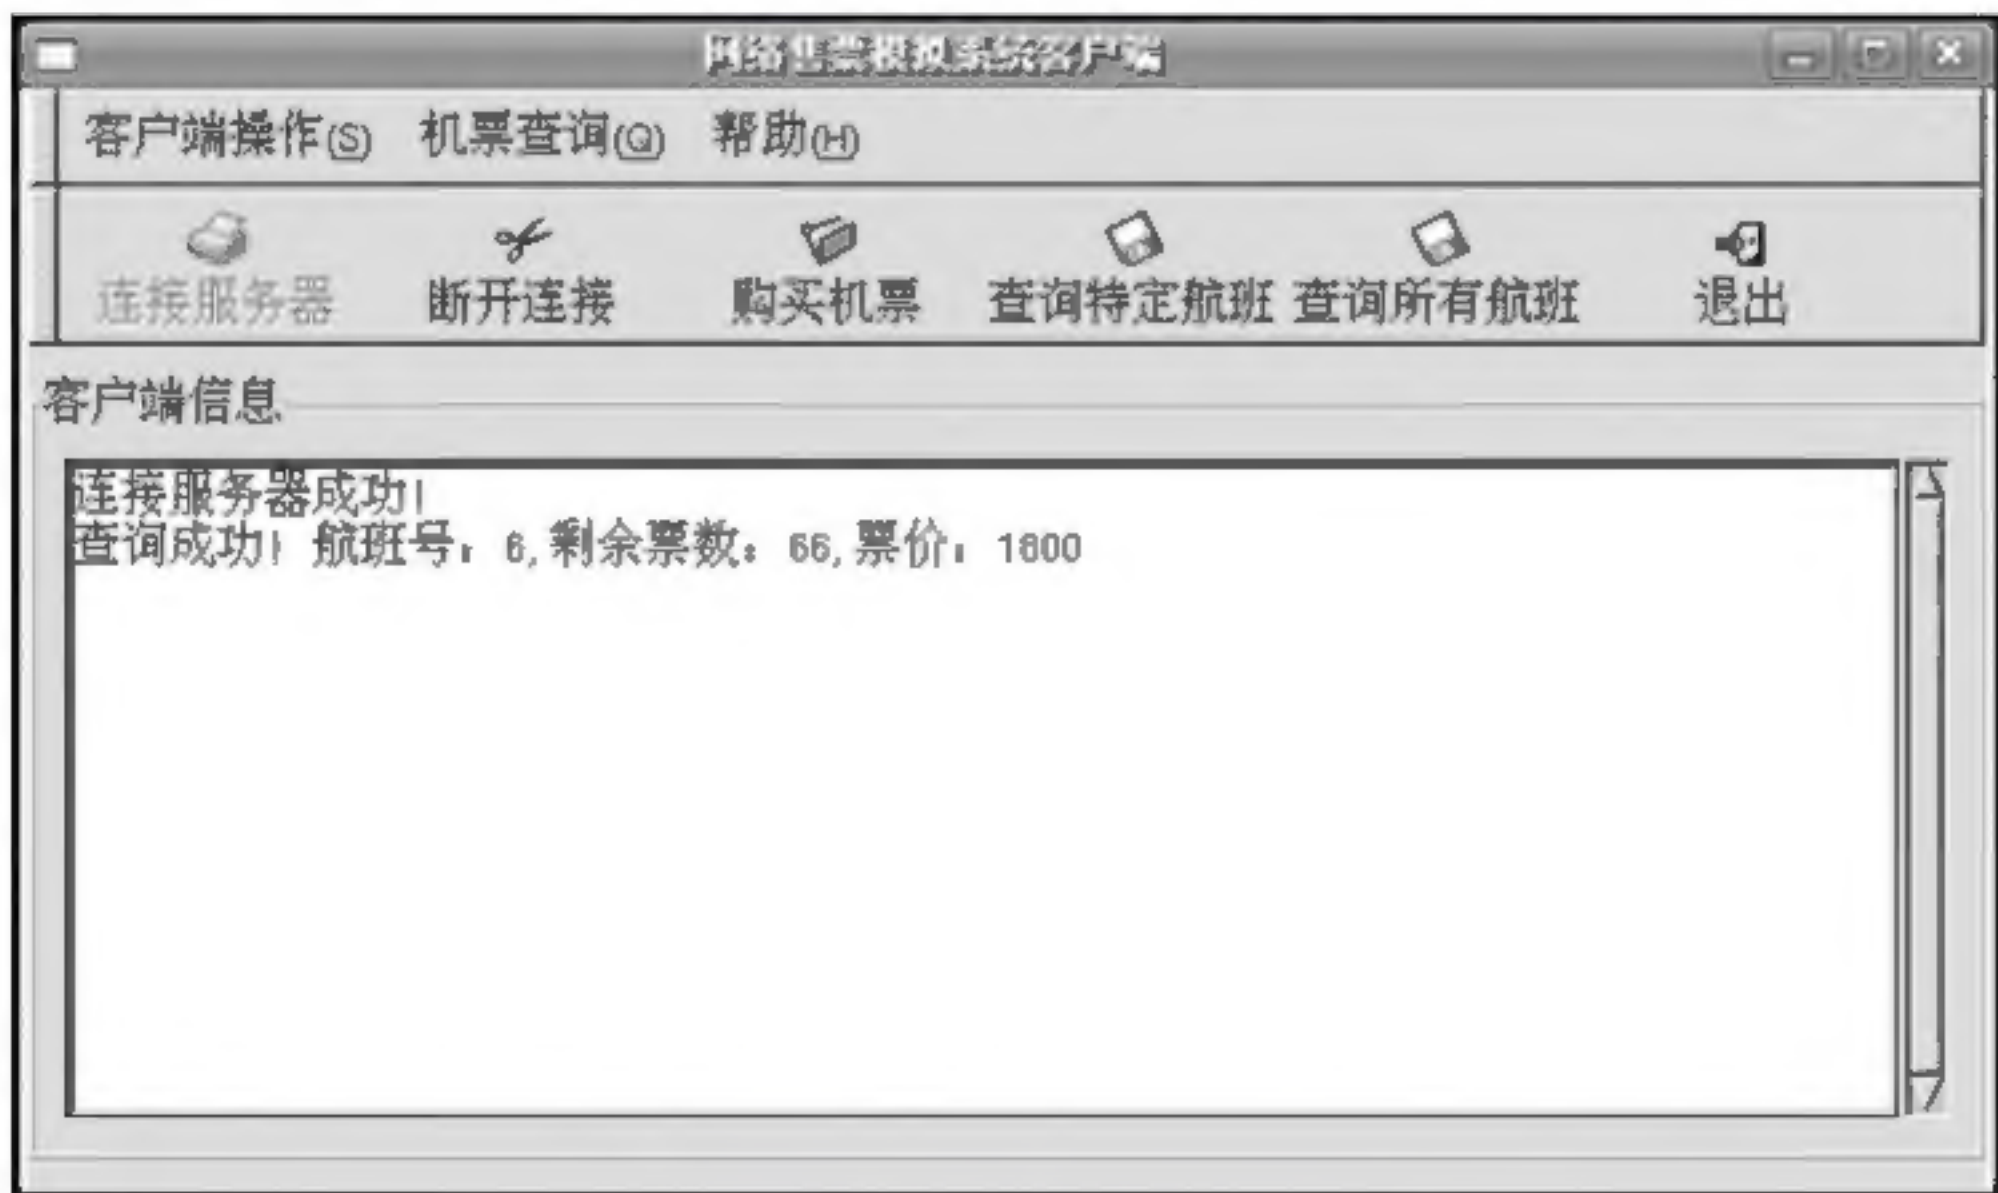 网络售票模拟系统客户端
客户端操作(S) 机票查询(Q) 帮助(H)
连接服务器 断开连接 购买机票 查询特定航班 查询所有航班 退出
客户端信息
连接服务器成功!
查询成功! 航班号: 6,剩余票数: 66,票价: 1600